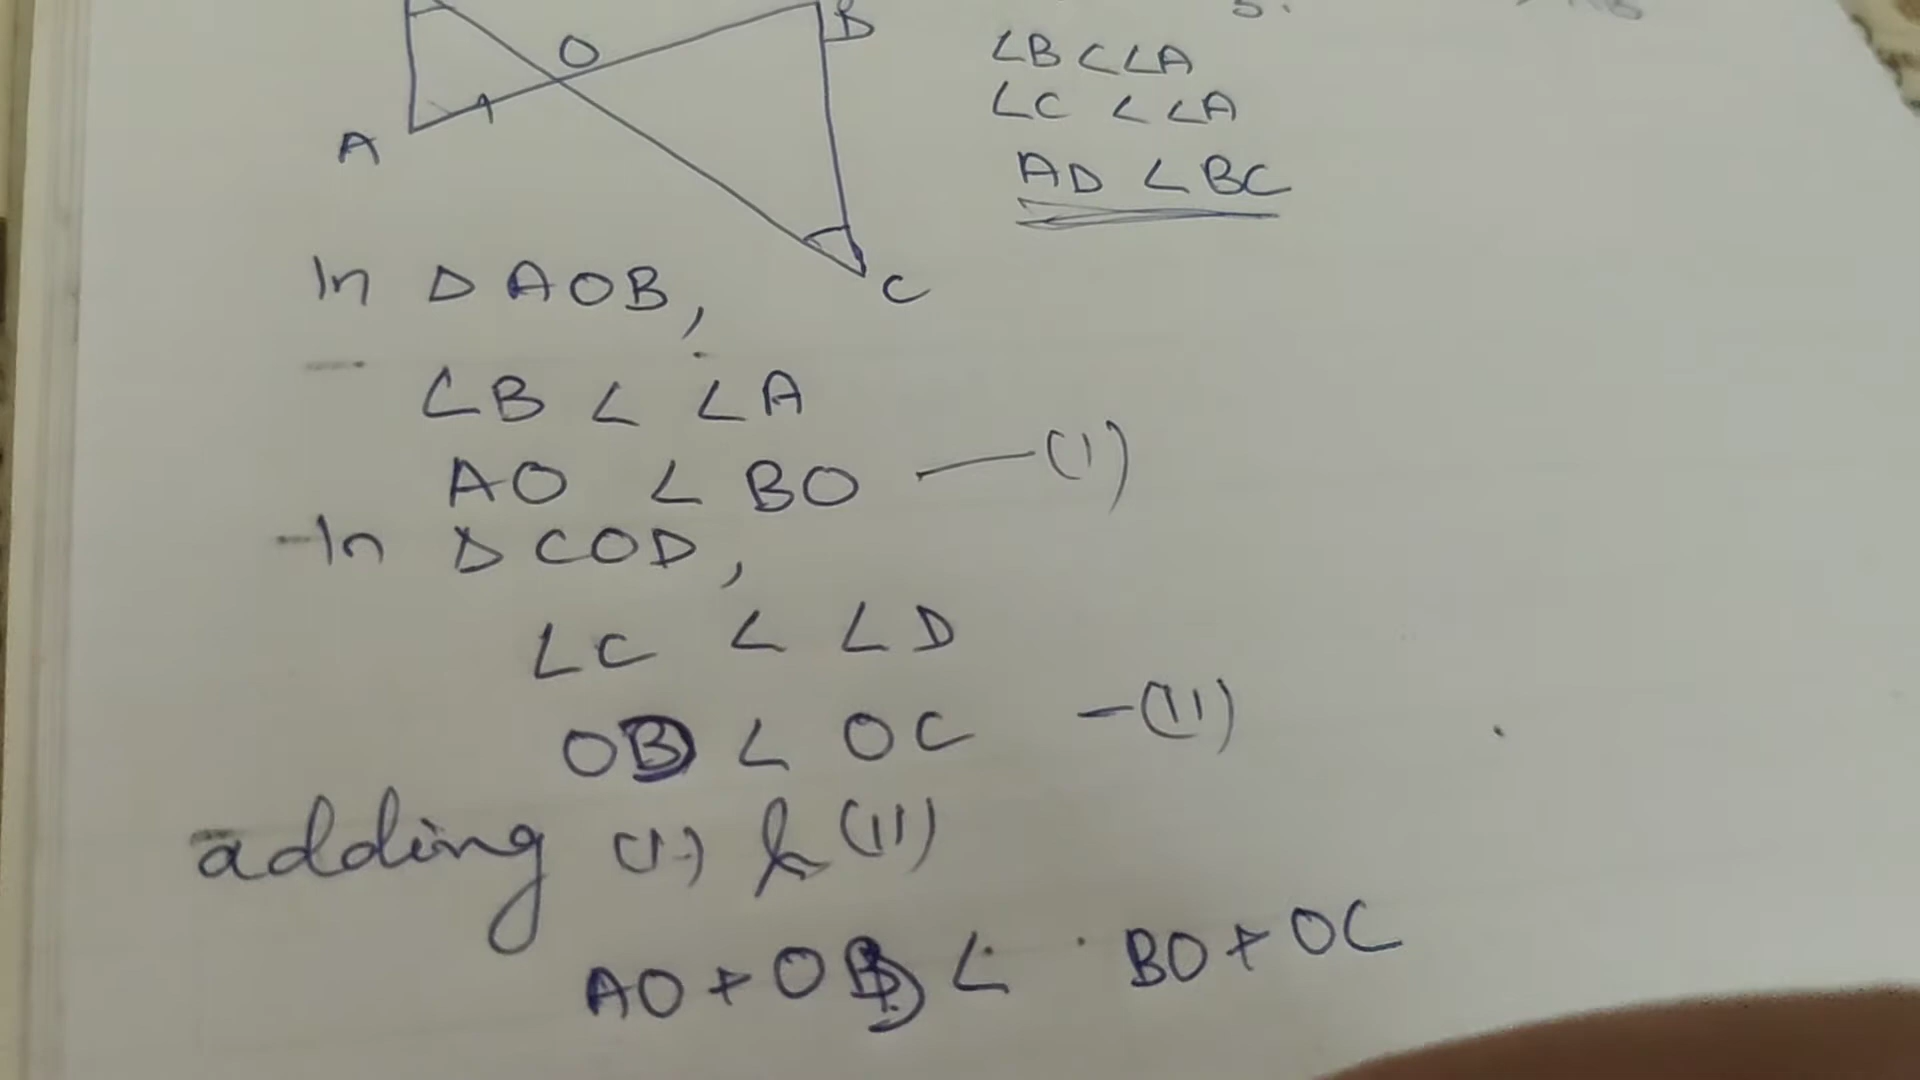 B
O
A
C
∠B < ∠A
∠C < ∠A
AD < BC
In △ AOB,
∠B < ∠A
AO < BO —(I)
In △ COD,
∠C < ∠D
OB < OC —(II)
adding (I) & (II)
AO + OB < BO + OC